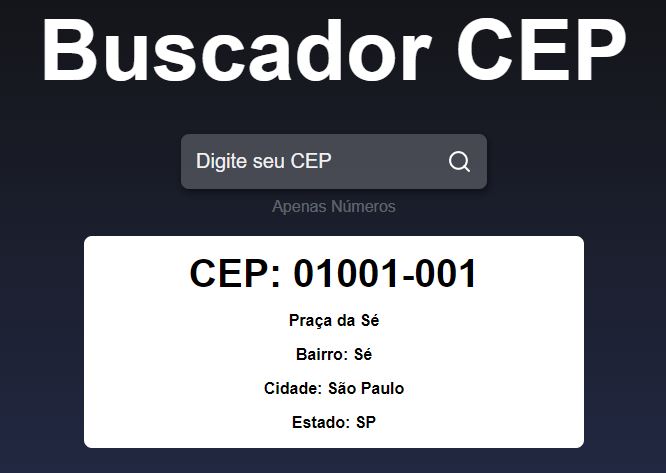 Buscador CEP
Digite seu CEP
Apenas Números
CEP: 01001-001
Praça da Sé
Bairro: Sé
Cidade: São Paulo
Estado: SP